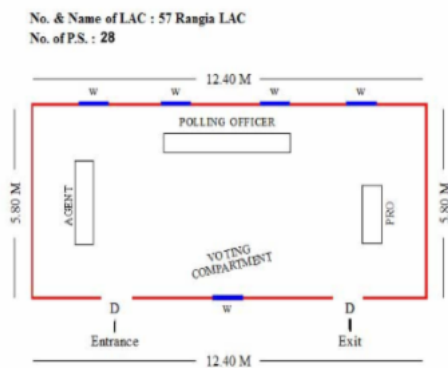 No. & Name of LAC : 57 Rangia LAC
No. of P.S. : 28
12.40 M
W W W W
POLLING OFFICER
5.80 M
AGENT
PRO
5.80 M
VOTING
COMPARTMENT
D W D
Entrance Exit
12.40 M